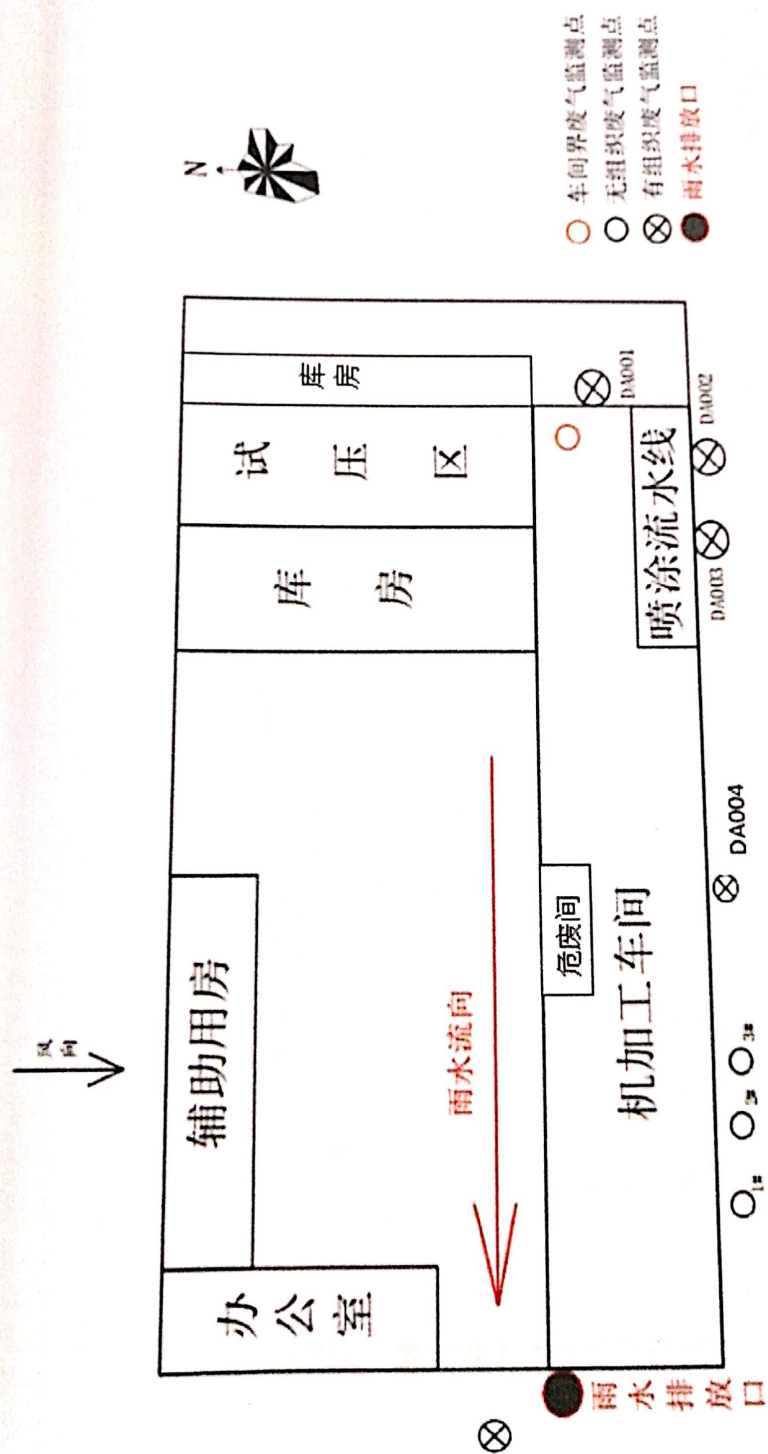 N
风向
车间界废气监测点
无组织废气监测点
有组织废气监测点
雨水排放口
办公室
辅助用房
库房
试压区
库房
雨水流向
危废间
机加工车间
喷涂流水线
DA001
DA002
DA003
DA004
1#
2#
3#
雨水排放口